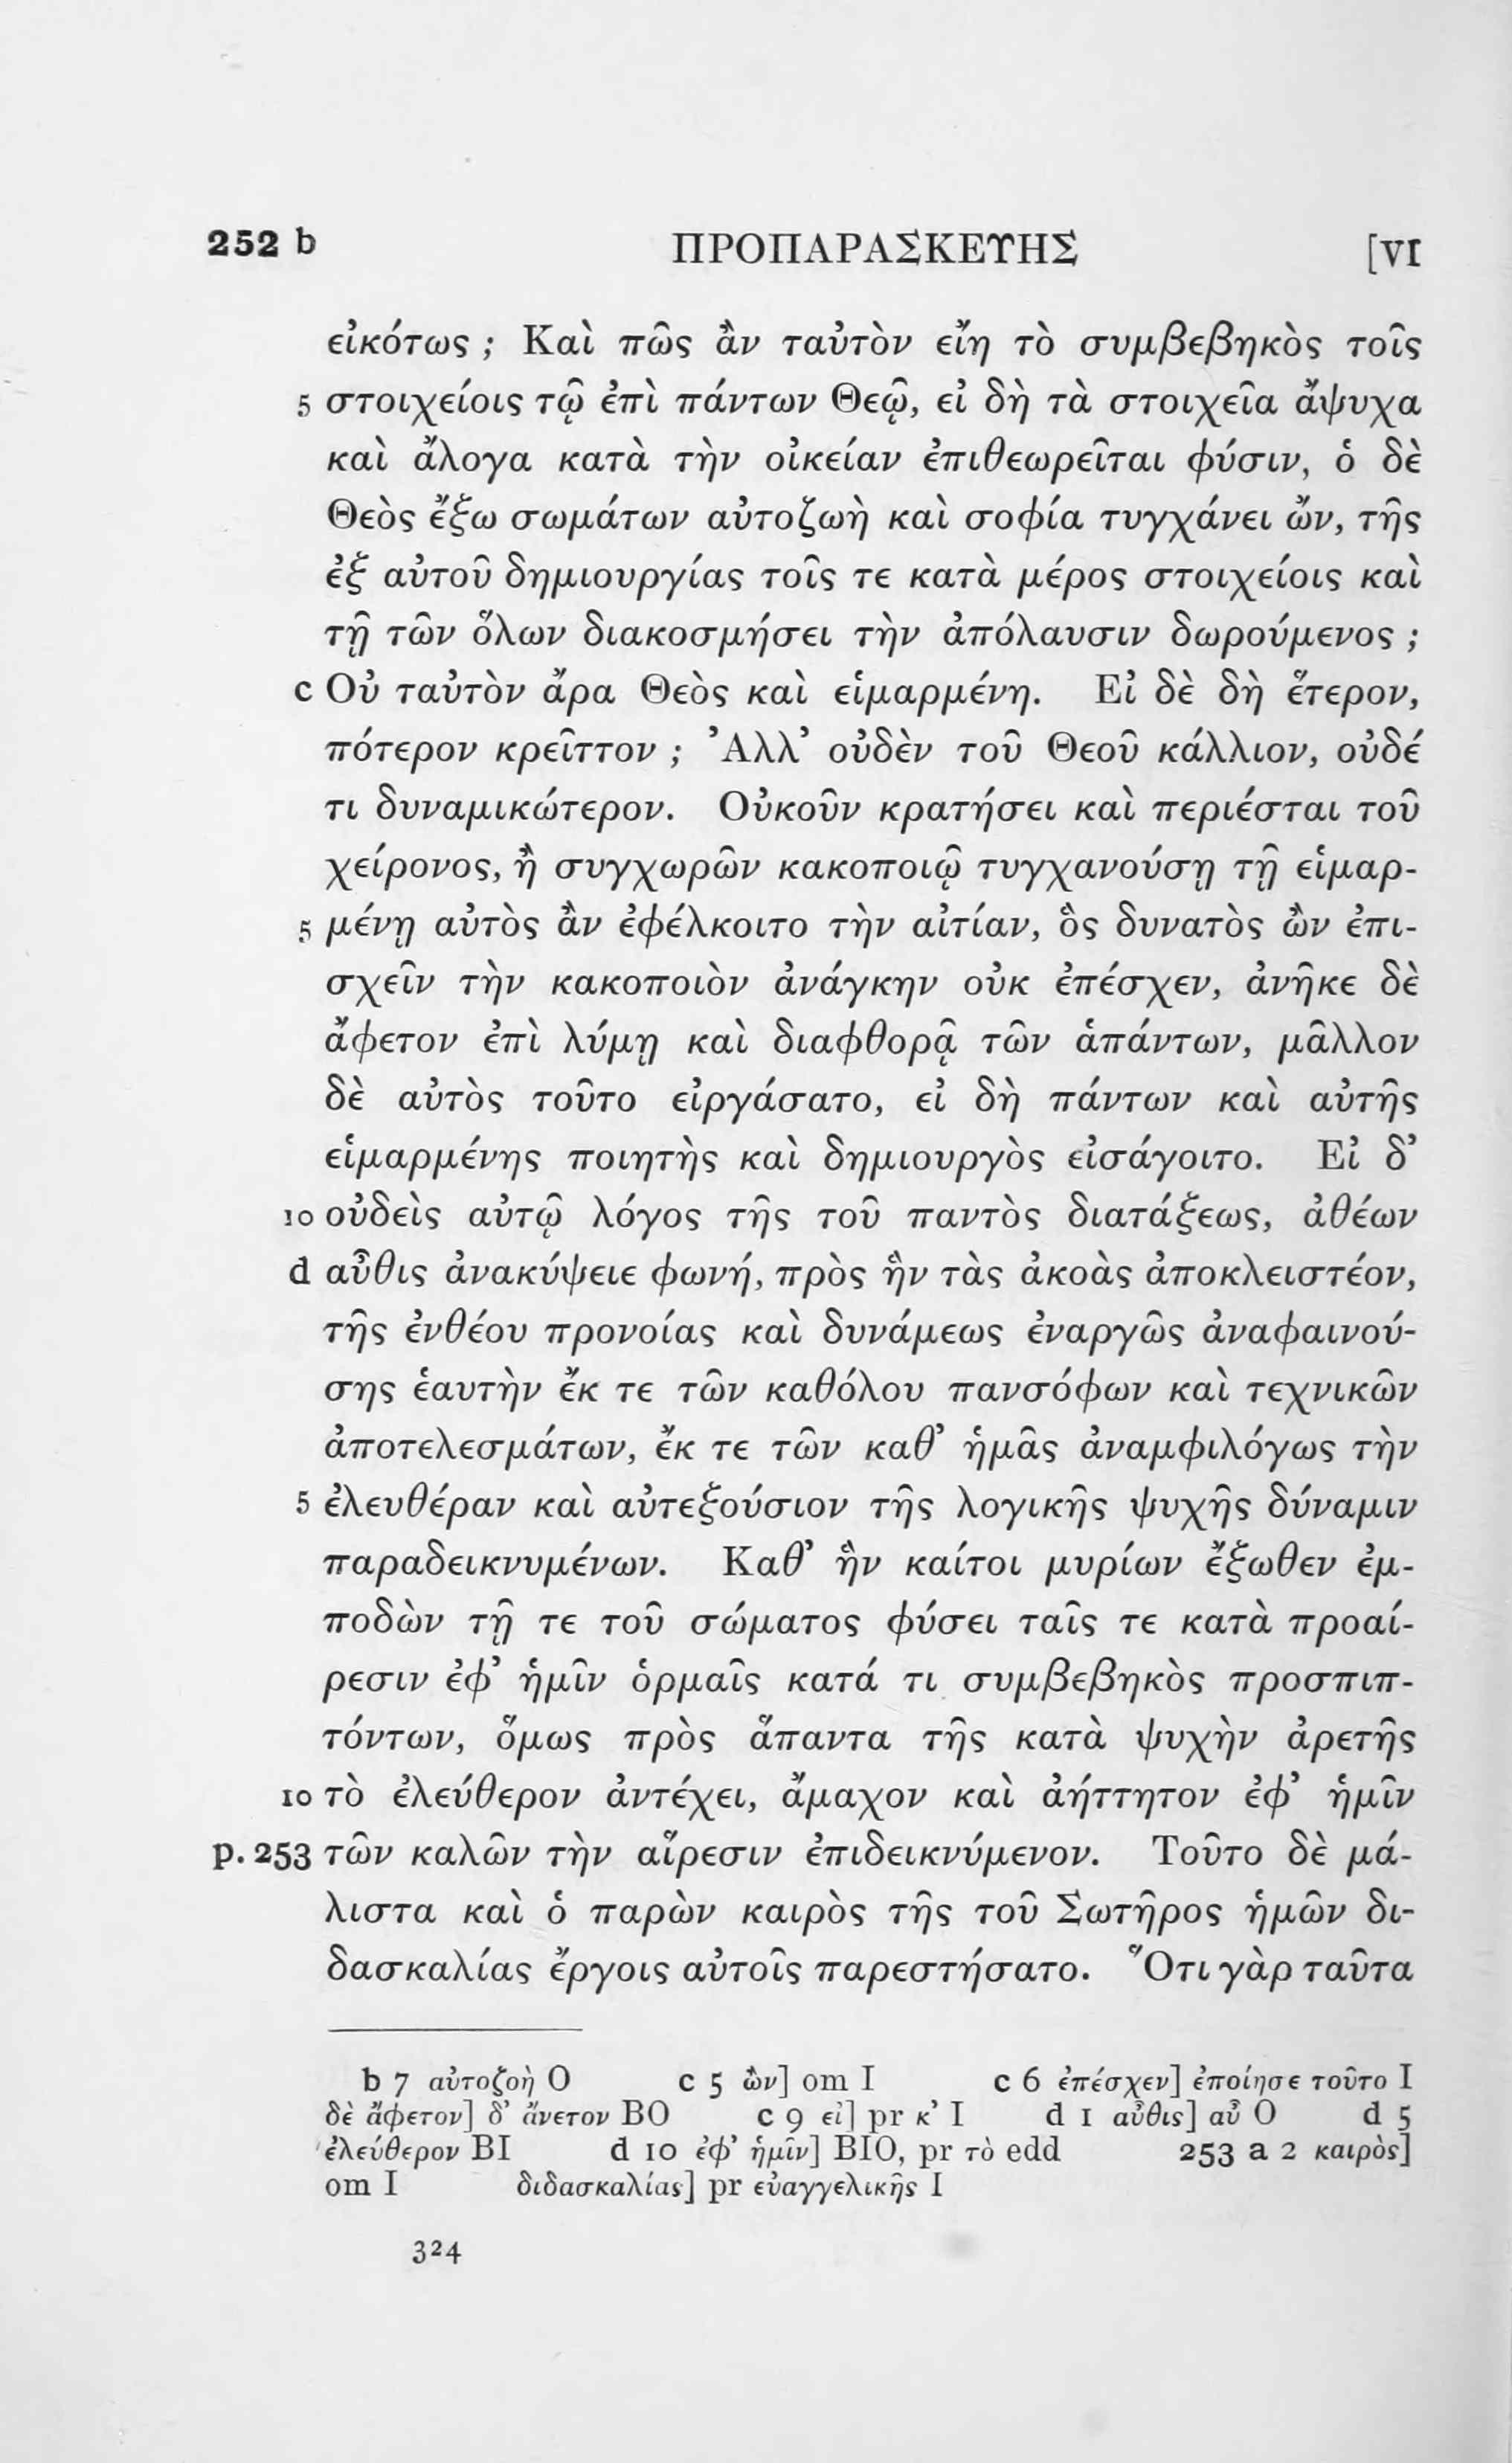 252 b ΠΡΟΠΑΡΑΣΚΕΥΗΣ [VI
εἰκότως ; Καὶ πῶς ἂν ταὐτὸν εἴη τὸ συμβεβηκὸς τοῖς
5 στοιχείοις τῷ ἐπὶ πάντων Θεῷ, εἰ δὴ τὰ στοιχεῖα ἄψυχα
καὶ ἄλογα κατὰ τὴν οἰκείαν ἐπιθεωρεῖται φύσιν, ὁ δὲ
Θεὸς ἔξω σωμάτων αὐτοζωὴ καὶ σοφία τυγχάνει ὤν, τῆς
ἐξ αὐτοῦ δημιουργίας τοῖς τε κατὰ μέρος στοιχείοις καὶ
τῇ τῶν ὅλων διακοσμήσει τὴν ἀπόλαυσιν δωρούμενος ;
c Οὐ ταὐτὸν ἄρα Θεὸς καὶ εἱμαρμένη. Εἰ δὲ δὴ ἕτερον,
πότερον κρεῖττον ; Ἀλλ’ οὐδὲν τοῦ Θεοῦ κάλλιον, οὐδέ
τι δυναμικώτερον. Οὐκοῦν κρατήσει καὶ περιέσται τοῦ
χείρονος, ἢ συγχωρῶν κακοποιῷ τυγχανούσῃ τῇ εἱμαρ-
5 μένῃ αὐτὸς ἂν ἐφέλκοιτο τὴν αἰτίαν, ὃς δυνατὸς ὢν ἐπι-
σχεῖν τὴν κακοποιὸν ἀνάγκην οὐκ ἐπέσχεν, ἀνῆκε δὲ
ἄφετον ἐπὶ λύμῃ καὶ διαφθορᾷ τῶν ἁπάντων, μᾶλλον
δὲ αὐτὸς τοῦτο εἰργάσατο, εἰ δὴ πάντων καὶ αὐτῆς
εἱμαρμένης ποιητὴς καὶ δημιουργὸς εἰσάγοιτο. Εἰ δ’
10 οὐδεὶς αὐτῷ λόγος τῆς τοῦ παντὸς διατάξεως, ἀθέων
d αὖθις ἀνακύψειε φωνή, πρὸς ἣν τὰς ἀκοὰς ἀποκλειστέον,
τῆς ἐνθέου προνοίας καὶ δυνάμεως ἐναργῶς ἀναφαινού-
σης ἑαυτὴν ἔκ τε τῶν καθόλου πανσόφων καὶ τεχνικῶν
ἀποτελεσμάτων, ἔκ τε τῶν καθ’ ἡμᾶς ἀναμφιλόγως τὴν
5 ἐλευθέραν καὶ αὐτεξούσιον τῆς λογικῆς ψυχῆς δύναμιν
παραδεικνυμένων. Καθ’ ἣν καίτοι μυρίων ἔξωθεν ἐμ-
ποδὼν τῇ τε τοῦ σώματος φύσει ταῖς τε κατὰ προαί-
ρεσιν ἐφ’ ἡμῖν ὁρμαῖς κατά τι συμβεβηκὸς προσπιπ-
τόντων, ὅμως πρὸς ἅπαντα τῆς κατὰ ψυχὴν ἀρετῆς
10 τὸ ἐλεύθερον ἀντέχει, ἄμαχον καὶ ἀήττητον ἐφ’ ἡμῖν
p. 253 τῶν καλῶν τὴν αἵρεσιν ἐπιδεικνύμενον. Τοῦτο δὲ μά-
λιστα καὶ ὁ παρὼν καιρὸς τῆς τοῦ Σωτῆρος ἡμῶν δι-
δασκαλίας ἔργοις αὐτοῖς παρεστήσατο. Ὅτι γὰρ ταῦτα
b 7 αὐτοζοὴ O c 5 ὢν] om I c 6 ἐπέσχεν] ἐποίησε τοῦτο I
δὲ ἄφετον] δ’ ἄνετον BO c 9 εἰ] pr κ’ I d 1 αὖθις] αὖ O d 5
ἐλεύθερον BI d 10 ἐφ’ ἡμῖν] BIO, pr τὸ edd 253 a 2 καιρὸς]
om I διδασκαλίας] pr εὐαγγελικῆς I
324